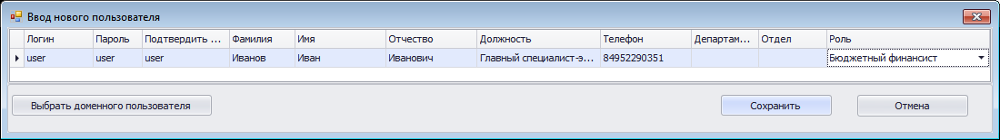 Ввод нового пользователя
Логин Пароль Подтвердить ... Фамилия Имя Отчество Должность Телефон Департам... Отдел Роль
user user user Иванов Иван Иванович Главный специалист-э... 84952290351 Бюджетный финансист
Выбрать доменного пользователя Сохранить Отмена